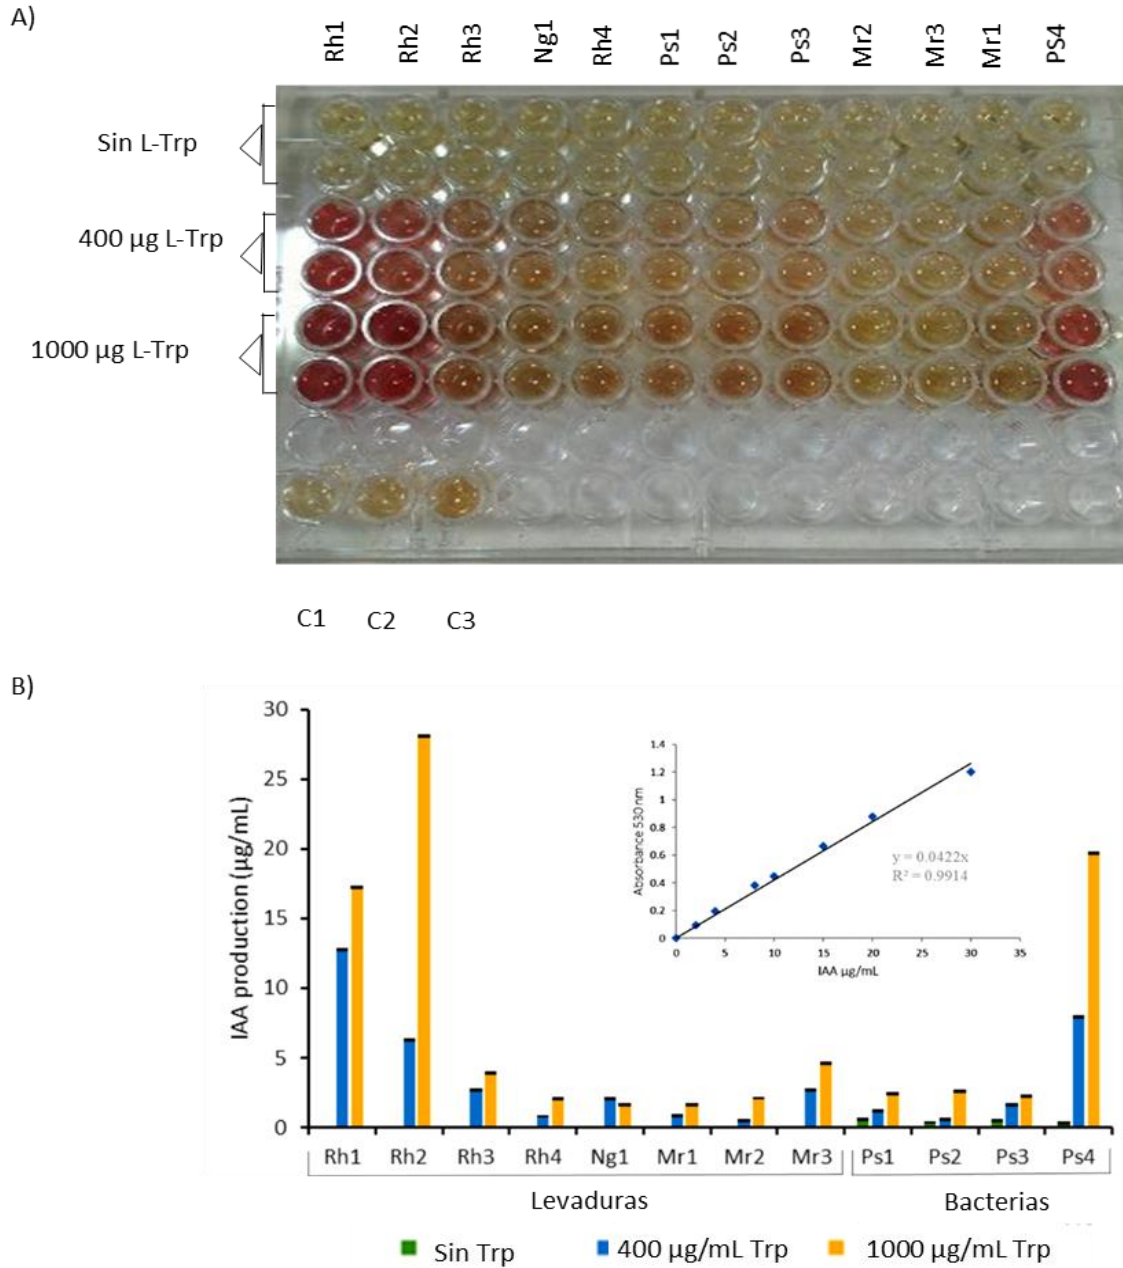 A)
Rh1 Rh2 Rh3 Ng1 Rh4 Ps1 Ps2 Ps3 Mr2 Mr3 Mr1 PS4
Sin L-Trp
400 µg L-Trp
1000 µg L-Trp
C1 C2 C3
B)
IAA production (µg/mL)
30
25
20
15
10
5
0
Absorbance 530 nm
1.4
1.2
1
0.8
0.6
0.4
0.2
0
y = 0.0422x
R² = 0.9914
0 5 10 15 20 25 30 35
IAA µg/mL
Rh1 Rh2 Rh3 Rh4 Ng1 Mr1 Mr2 Mr3 Ps1 Ps2 Ps3 Ps4
Levaduras Bacterias
Sin Trp 400 µg/mL Trp 1000 µg/mL Trp